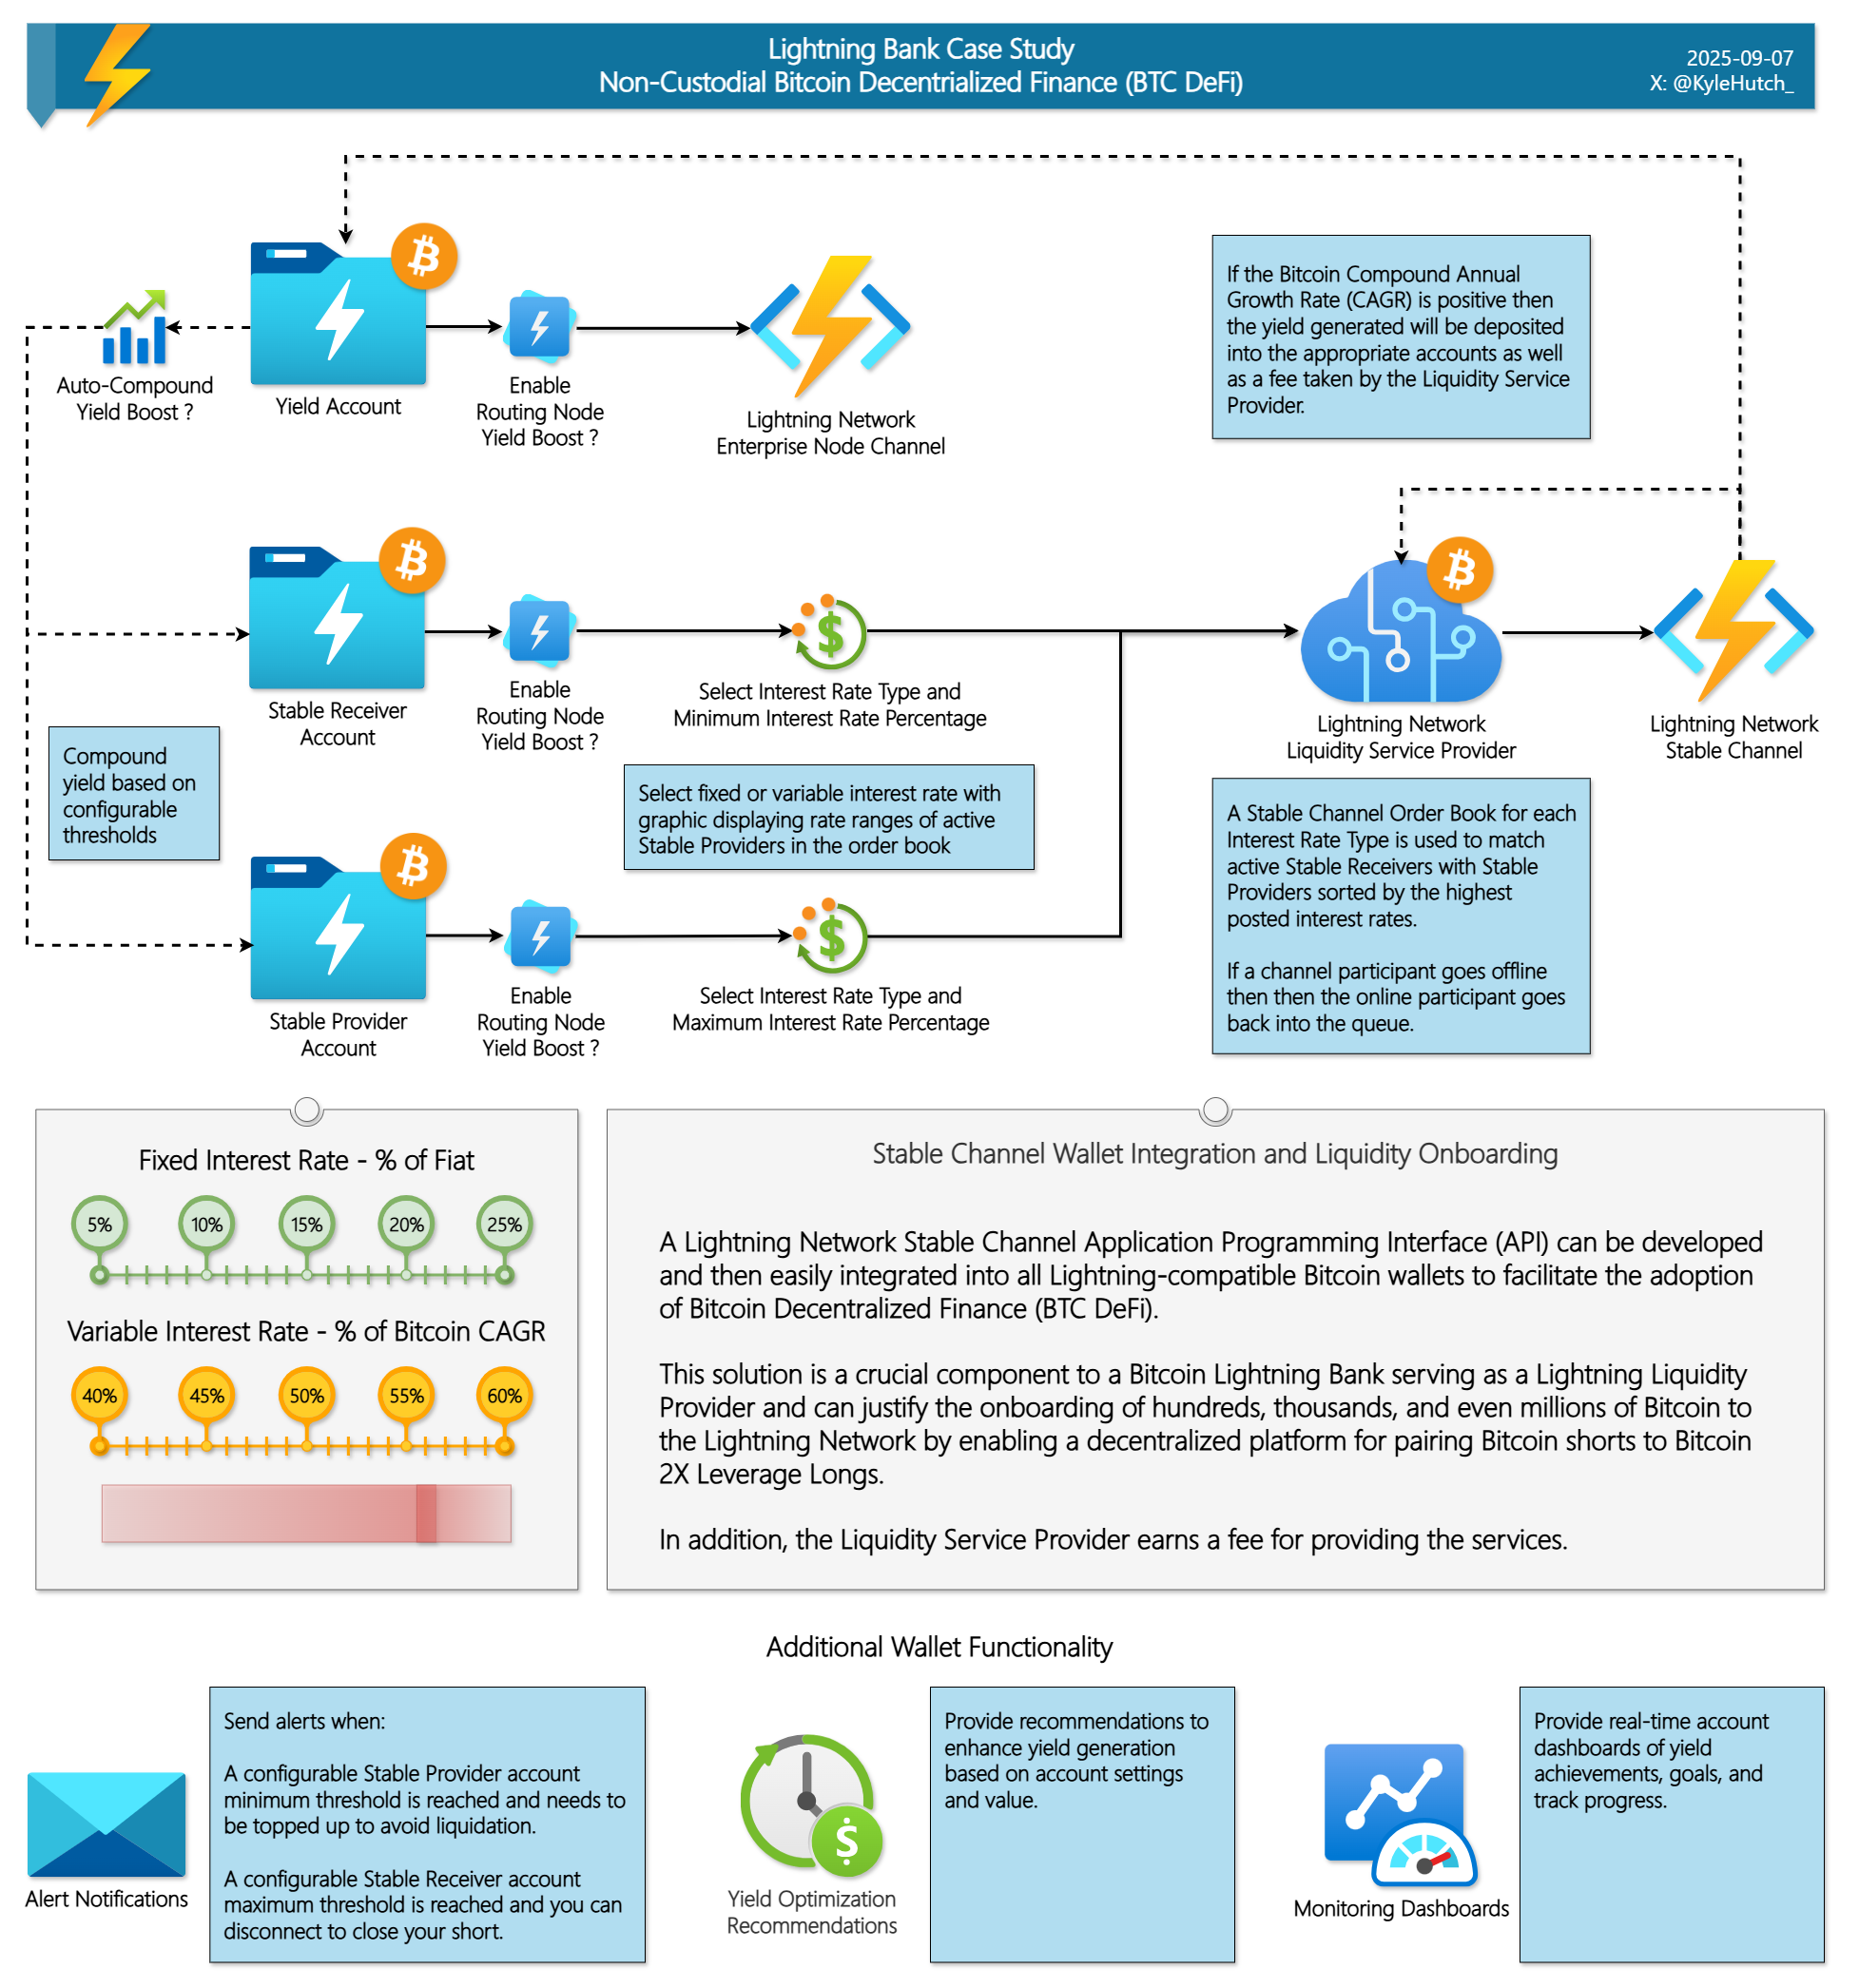 Lightning Bank Case Study
Non-Custodial Bitcoin Decentrialized Finance (BTC DeFi)
2025-09-07
X: @KyleHutch_
If the Bitcoin Compound Annual
Growth Rate (CAGR) is positive then
the yield generated will be deposited
into the appropriate accounts as well
as a fee taken by the Liquidity Service
Provider.
Auto-Compound
Yield Boost ?
Yield Account
Enable
Routing Node
Yield Boost ?
Lightning Network
Enterprise Node Channel
Stable Receiver
Account
Enable
Routing Node
Yield Boost ?
Select Interest Rate Type and
Minimum Interest Rate Percentage
Lightning Network
Liquidity Service Provider
Lightning Network
Stable Channel
Compound
yield based on
configurable
thresholds
Select fixed or variable interest rate with
graphic displaying rate ranges of active
Stable Providers in the order book
A Stable Channel Order Book for each
Interest Rate Type is used to match
active Stable Receivers with Stable
Providers sorted by the highest
posted interest rates.
If a channel participant goes offline
then then the online participant goes
back into the queue.
Stable Provider
Account
Enable
Routing Node
Yield Boost ?
Select Interest Rate Type and
Maximum Interest Rate Percentage
Fixed Interest Rate - % of Fiat
5% 10% 15% 20% 25%
Variable Interest Rate - % of Bitcoin CAGR
40% 45% 50% 55% 60%
Stable Channel Wallet Integration and Liquidity Onboarding
A Lightning Network Stable Channel Application Programming Interface (API) can be developed
and then easily integrated into all Lightning-compatible Bitcoin wallets to facilitate the adoption
of Bitcoin Decentralized Finance (BTC DeFi).
This solution is a crucial component to a Bitcoin Lightning Bank serving as a Lightning Liquidity
Provider and can justify the onboarding of hundreds, thousands, and even millions of Bitcoin to
the Lightning Network by enabling a decentralized platform for pairing Bitcoin shorts to Bitcoin
2X Leverage Longs.
In addition, the Liquidity Service Provider earns a fee for providing the services.
Additional Wallet Functionality
Alert Notifications
Send alerts when:
A configurable Stable Provider account
minimum threshold is reached and needs to
be topped up to avoid liquidation.
A configurable Stable Receiver account
maximum threshold is reached and you can
disconnect to close your short.
Yield Optimization
Recommendations
Provide recommendations to
enhance yield generation
based on account settings
and value.
Monitoring Dashboards
Provide real-time account
dashboards of yield
achievements, goals, and
track progress.